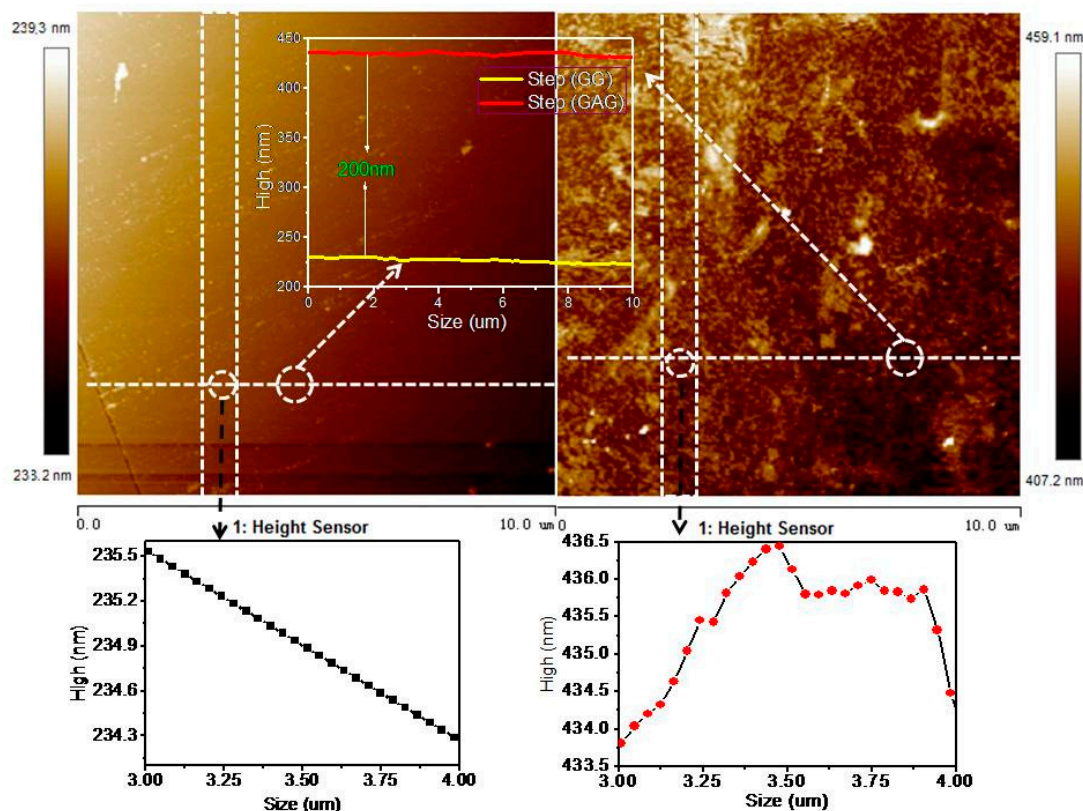 239.3 nm
233.2 nm
450
400
350
300
250
200
High (nm)
0
2
4
6
8
10
Size (um)
Step (GG)
Step (GAG)
200nm
459.1 nm
407.2 nm
0.0
1: Height Sensor
10.0 um
0.0
1: Height Sensor
10.0 um
235.5
235.2
234.9
234.6
234.3
High (nm)
3.00
3.25
3.50
3.75
4.00
Size (um)
436.5
436.0
435.5
435.0
434.5
434.0
433.5
High (nm)
3.00
3.25
3.50
3.75
4.00
Size (um)